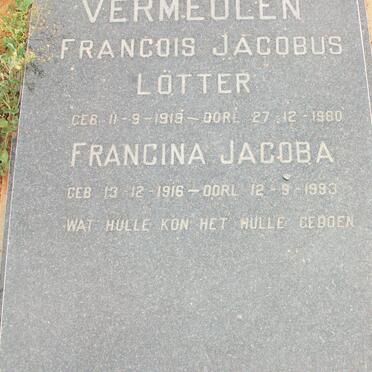 VERMEULEN
FRANCOIS JACOBUS
LÖTTER
GEB 11-9-1919 — OORL 27-12-1980
FRANCINA JACOBA
GEB 13-12-1916 — OORL 12-9-1993
WAT HULLE KON HET HULLE GEDOEN